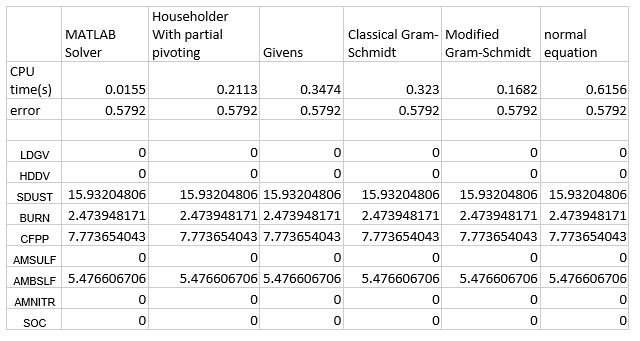 MATLAB Solver Householder With partial pivoting Givens Classical Gram-Schmidt Modified Gram-Schmidt normal equation
CPU time(s) 0.0155 0.2113 0.3474 0.323 0.1682 0.6156
error 0.5792 0.5792 0.5792 0.5792 0.5792 0.5792
LDGV 0 0 0 0 0 0
HDDV 0 0 0 0 0 0
SDUST 15.93204806 15.93204806 15.93204806 15.93204806 15.93204806 15.93204806
BURN 2.473948171 2.473948171 2.473948171 2.473948171 2.473948171 2.473948171
CFPP 7.773654043 7.773654043 7.773654043 7.773654043 7.773654043 7.773654043
AMSULF 0 0 0 0 0 0
AMBSLF 5.476606706 5.476606706 5.476606706 5.476606706 5.476606706 5.476606706
AMNITR 0 0 0 0 0 0
SOC 0 0 0 0 0 0